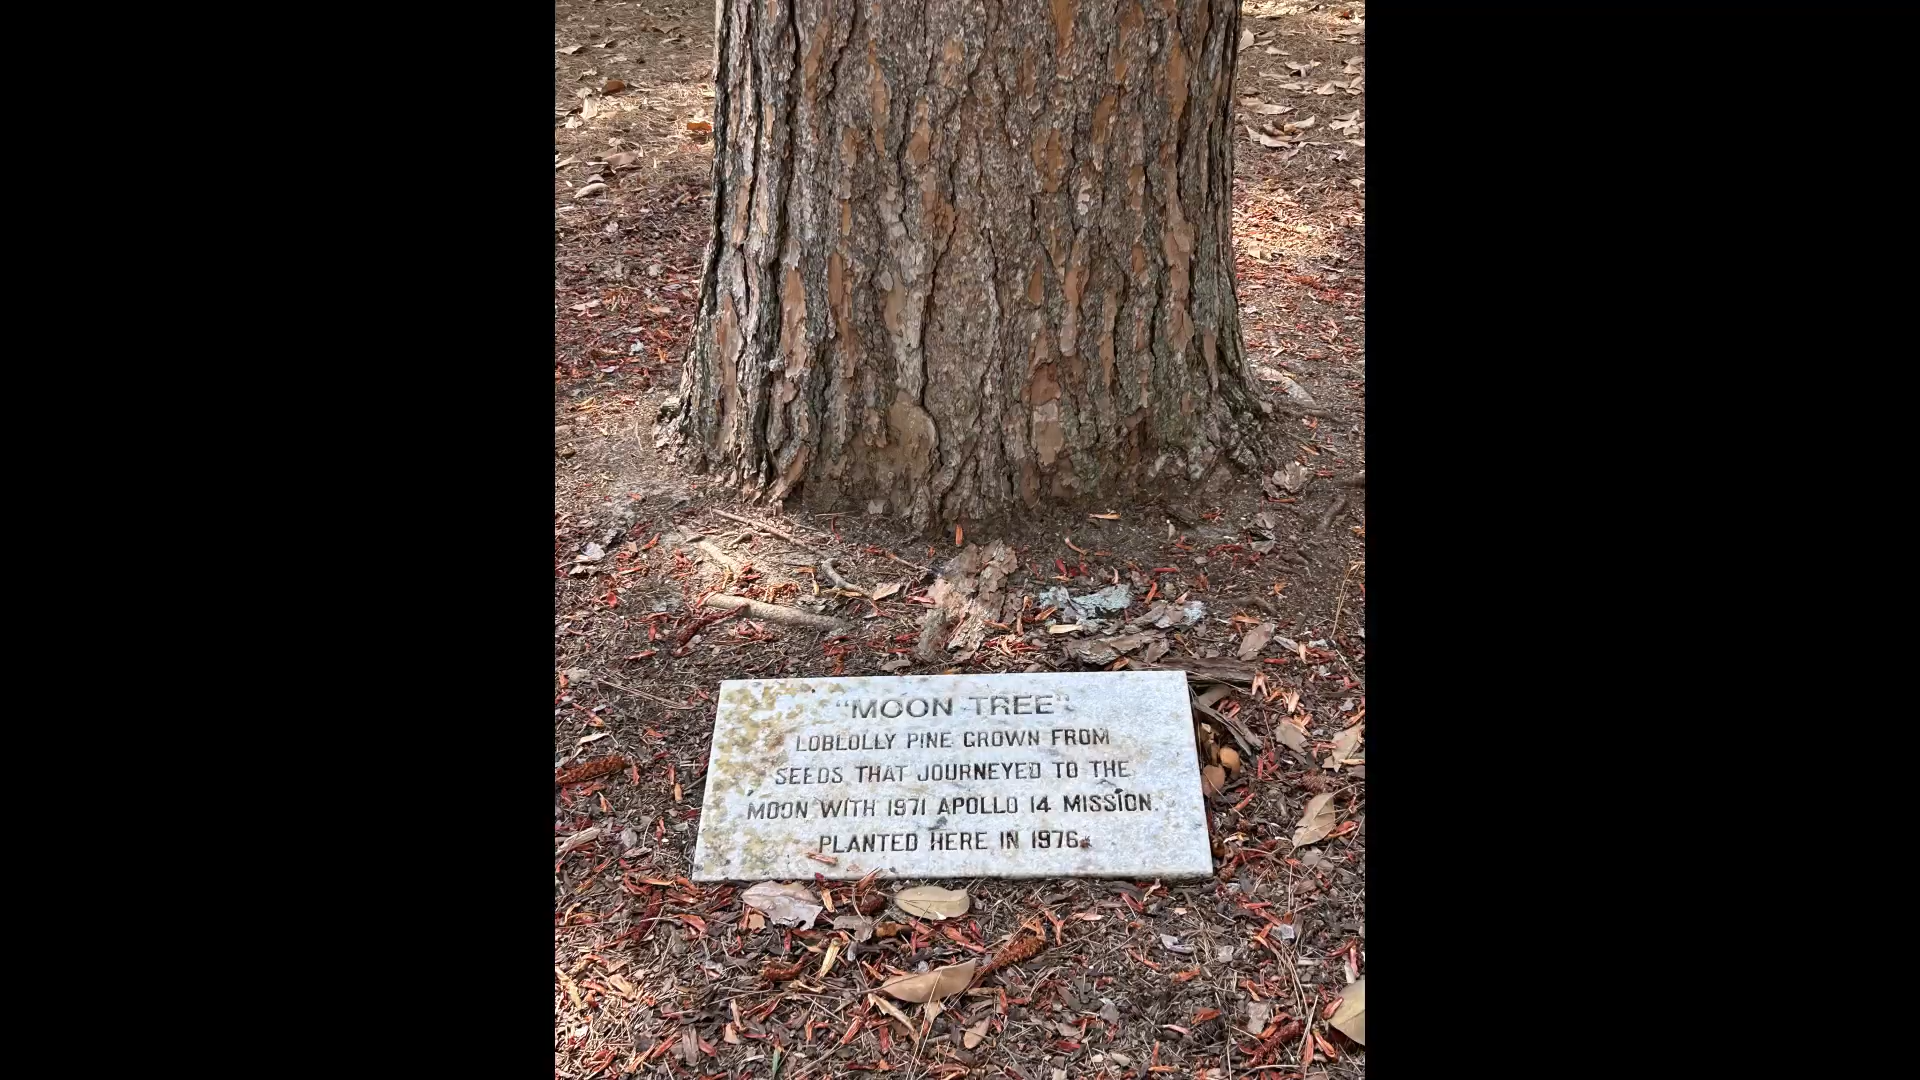 "MOON TREE"
LOBLOLLY PINE GROWN FROM
SEEDS THAT JOURNEYED TO THE
MOON WITH 1971 APOLLO 14 MISSION.
PLANTED HERE IN 1976.